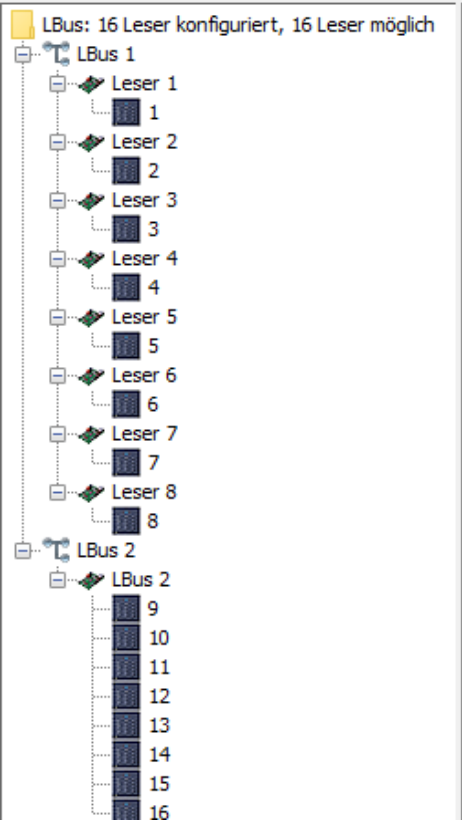 LBus: 16 Leser konfiguriert, 16 Leser möglich
LBus 1
Leser 1
1
Leser 2
2
Leser 3
3
Leser 4
4
Leser 5
5
Leser 6
6
Leser 7
7
Leser 8
8
LBus 2
LBus 2
9
10
11
12
13
14
15
16